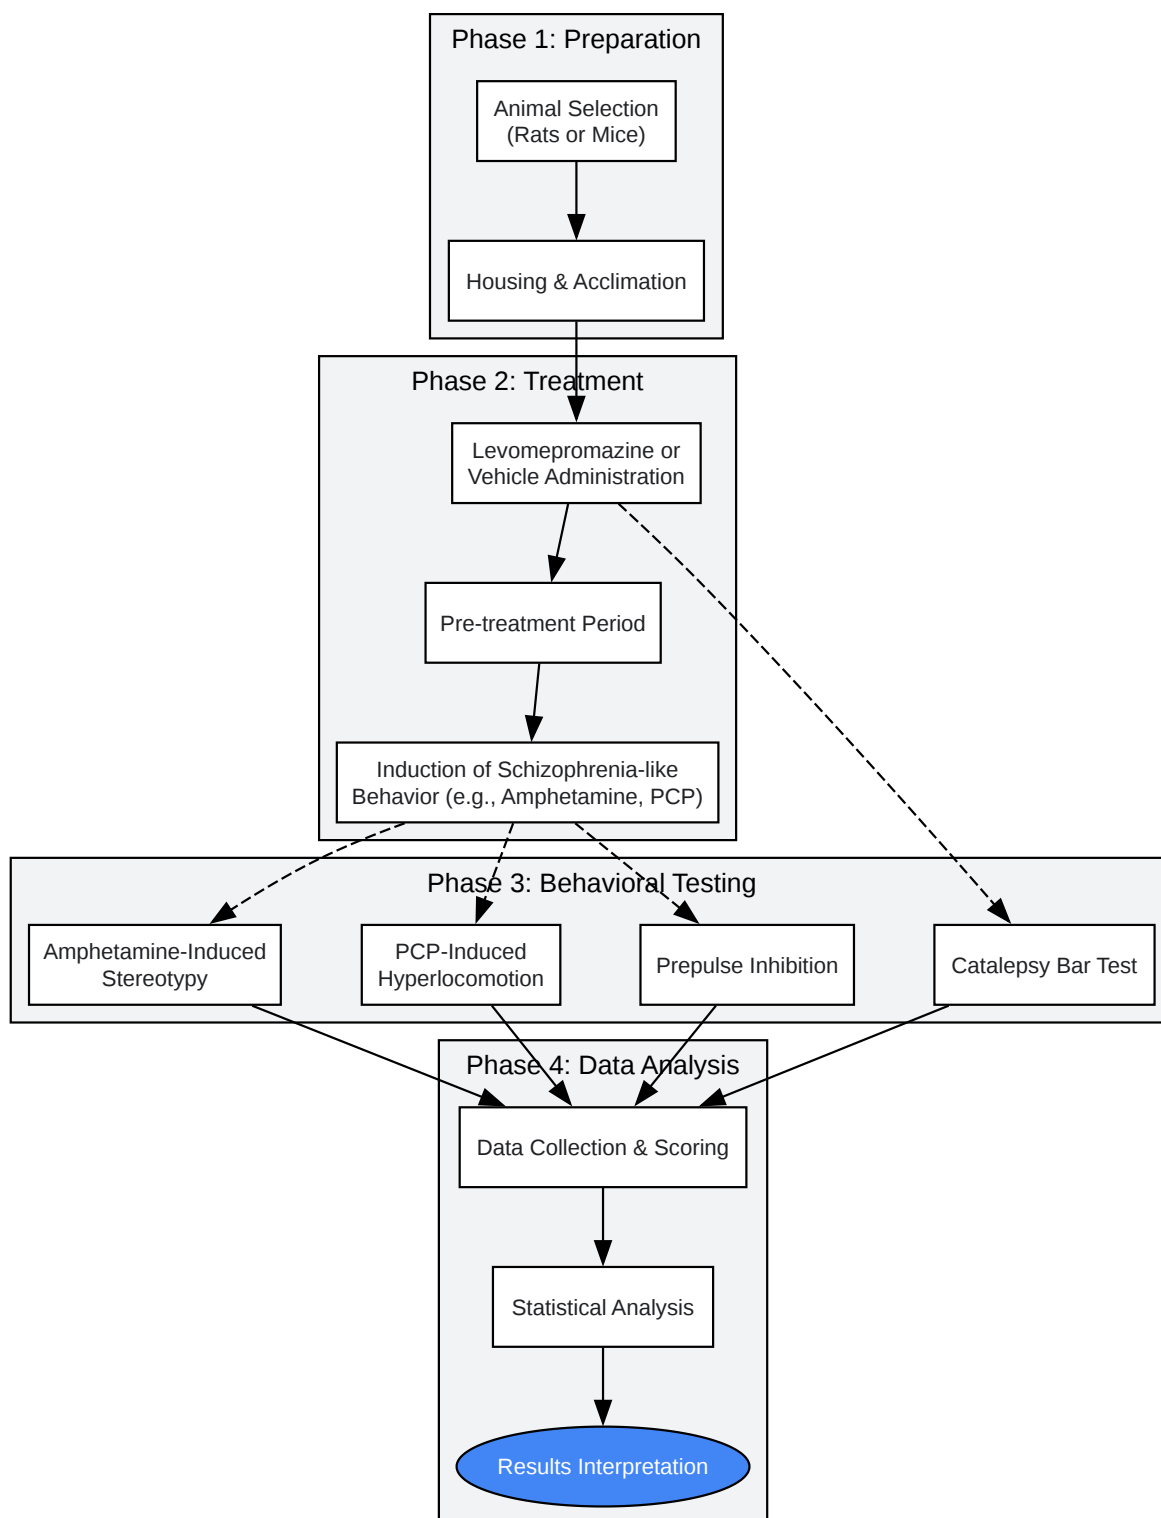 Phase 1: Preparation
Animal Selection
(Rats or Mice)
Housing & Acclimation
Phase 2: Treatment
Levomepromazine or
Vehicle Administration
Pre-treatment Period
Induction of Schizophrenia-like
Behavior (e.g., Amphetamine, PCP)
Phase 3: Behavioral Testing
Amphetamine-Induced
Stereotypy
PCP-Induced
Hyperlocomotion
Prepulse Inhibition
Catalepsy Bar Test
Phase 4: Data Analysis
Data Collection & Scoring
Statistical Analysis
Results Interpretation